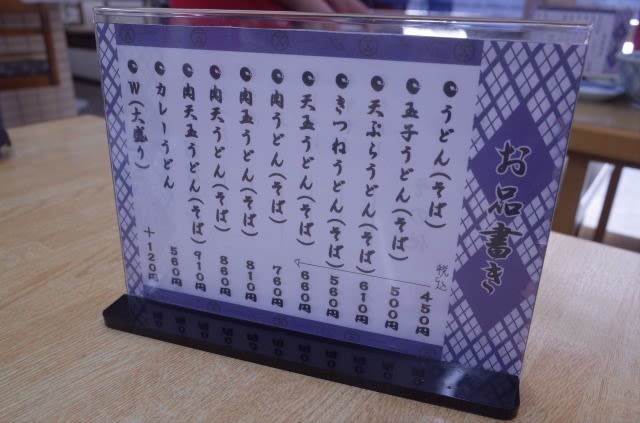 お品書き
税込
うどん(そば) 450円
玉子うどん(そば) 500円
天ぷらうどん(そば) 610円
きつねうどん(そば) 560円
天玉うどん(そば) 660円
肉うどん(そば) 760円
肉玉うどん(そば) 810円
肉天うどん(そば) 860円
肉天玉うどん(そば) 910円
カレーうどん 560円
W(大盛り) +120円